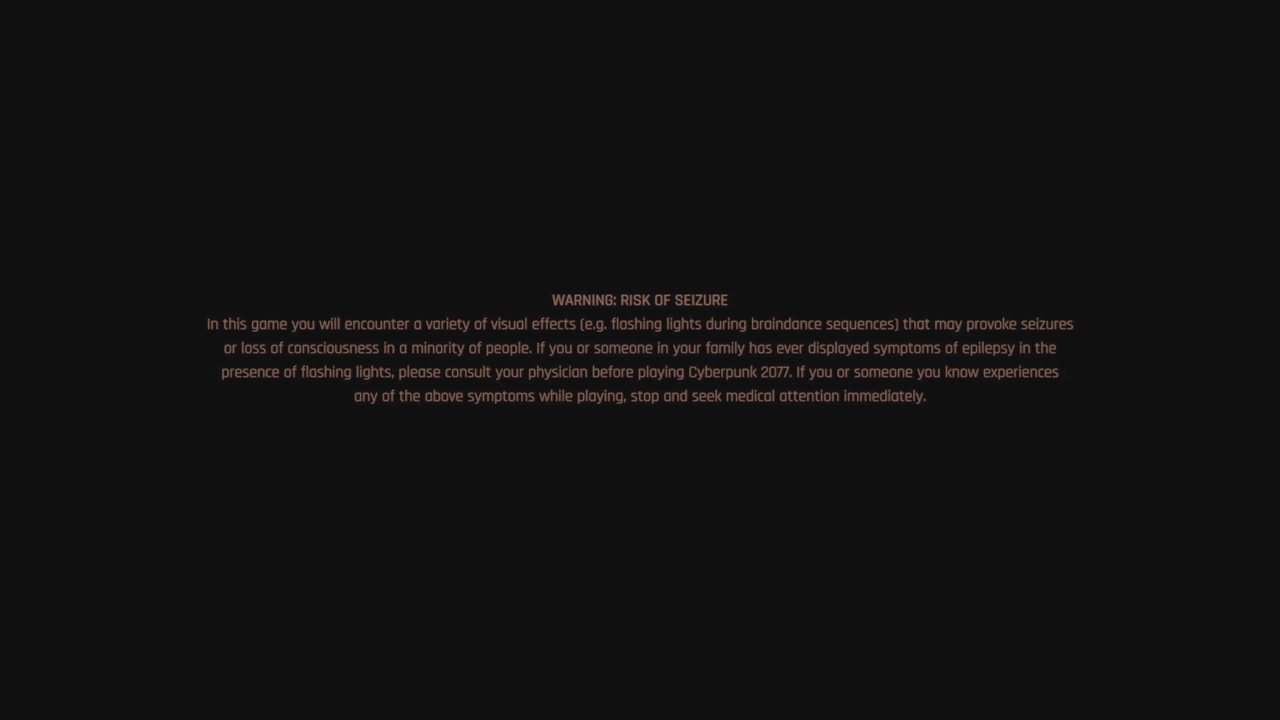 WARNING: RISK OF SEIZURE
In this game you will encounter a variety of visual effects (e.g. flashing lights during braindance sequences) that may provoke seizures
or loss of consciousness in a minority of people. If you or someone in your family has ever displayed symptoms of epilepsy in the
presence of flashing lights, please consult your physician before playing Cyberpunk 2077. If you or someone you know experiences
any of the above symptoms while playing, stop and seek medical attention immediately.